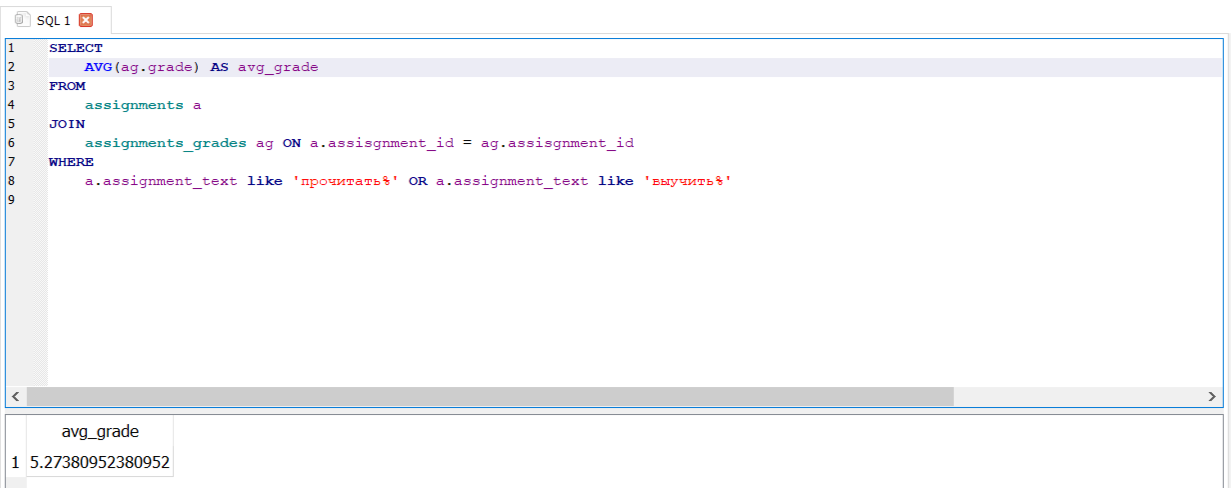 SQL 1
1 SELECT
2 AVG(ag.grade) AS avg_grade
3 FROM
4 assignments a
5 JOIN
6 assignments_grades ag ON a.assisgnment_id = ag.assisgnment_id
7 WHERE
8 a.assignment_text like 'прочитать%' OR a.assignment_text like 'выучить%'
9
avg_grade
1 5.27380952380952